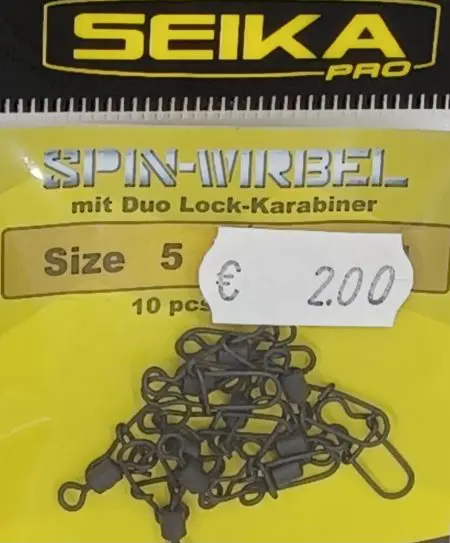 SEIKA
PRO
SPIN-WIRBEL
mit Duo Lock-Karabiner
Size 5
€ 2.00
10 pcs